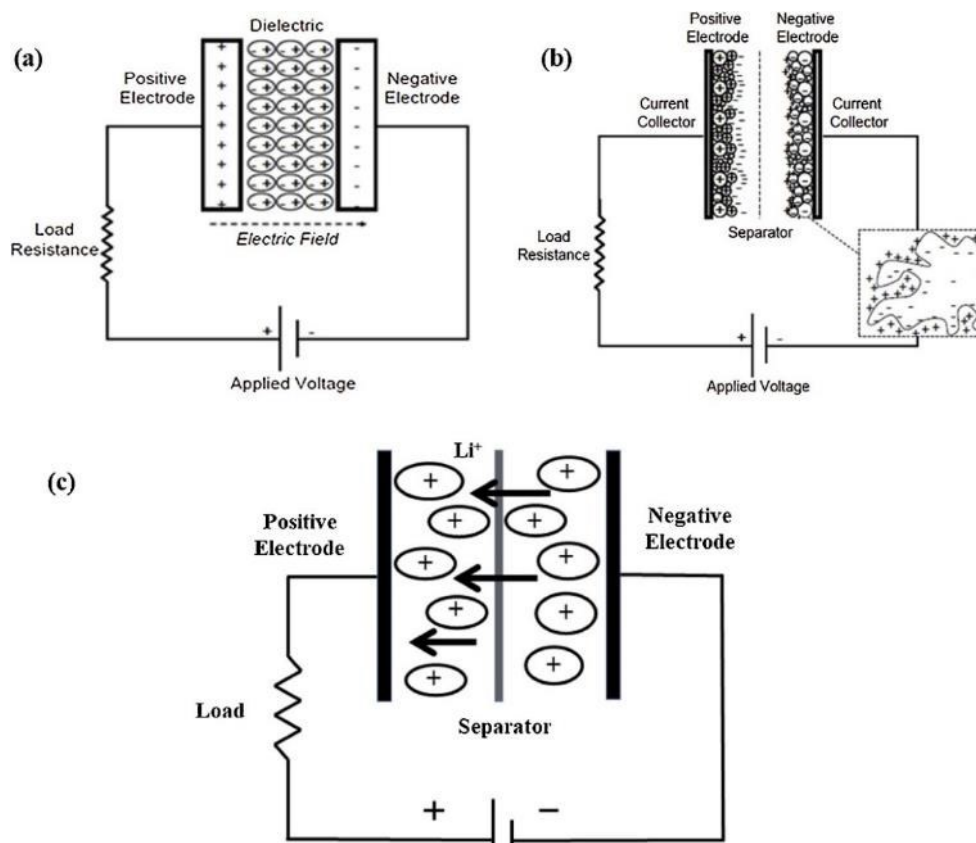 (a)
Dielectric
Positive
Electrode
Negative
Electrode
Load
Resistance
Electric Field
+
-
Applied Voltage
(b)
Positive
Electrode
Negative
Electrode
Current
Collector
Current
Collector
Separator
Load
Resistance
+
-
Applied Voltage
(c)
Li⁺
Positive
Electrode
Negative
Electrode
Load
Separator
+
−